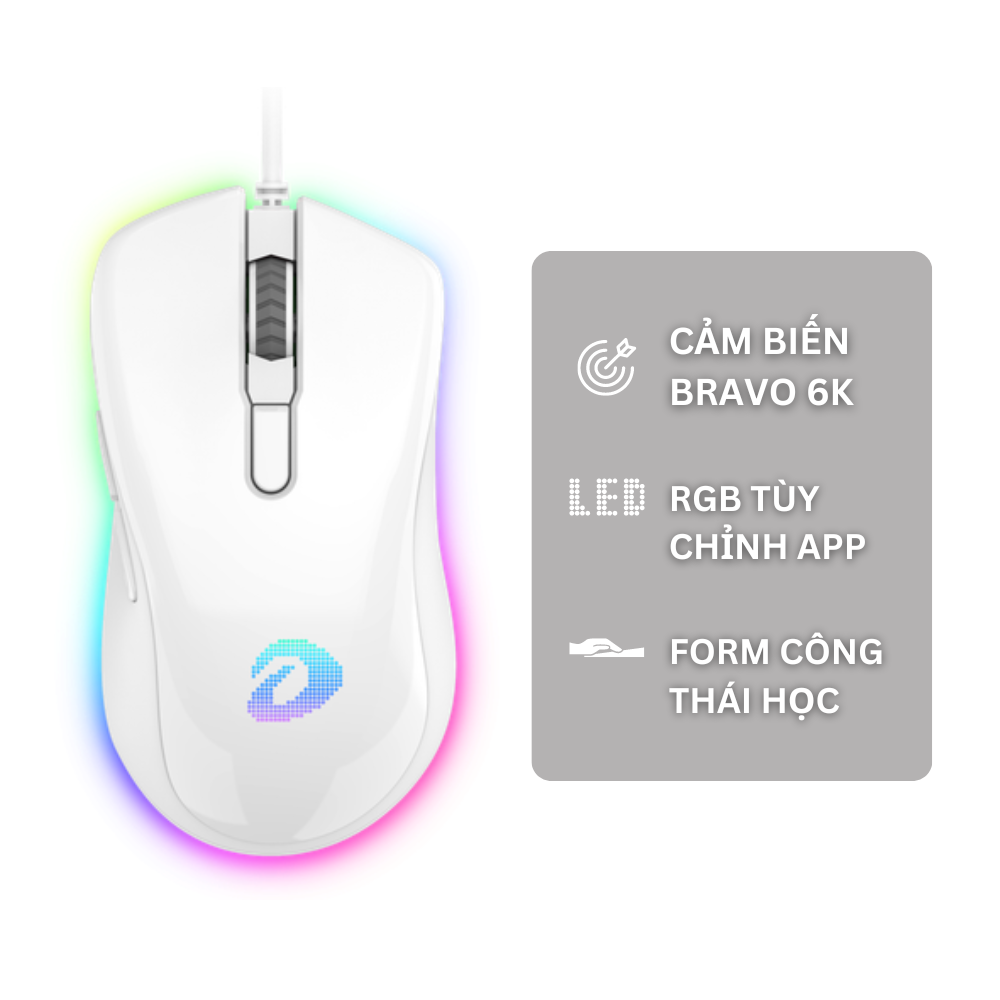 CẢM BIẾN
BRAVO 6K
LED
RGB TÙY
CHỈNH APP
FORM CÔNG
THÁI HỌC